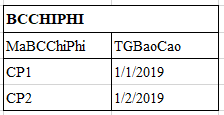 BCCHIPHI
MaBCChiPhi TGBaoCao
CP1 1/1/2019
CP2 1/2/2019